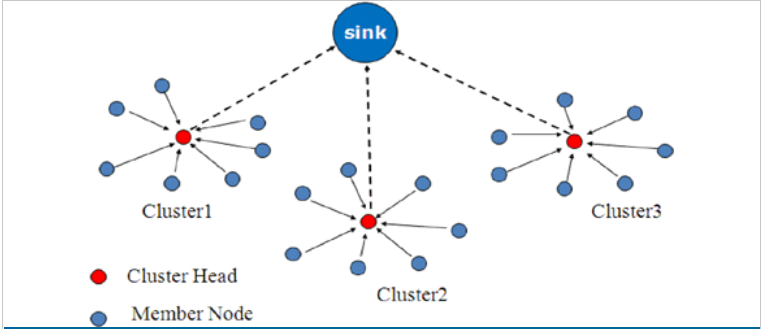 sink
Cluster1
Cluster3
Cluster2
Cluster Head
Member Node